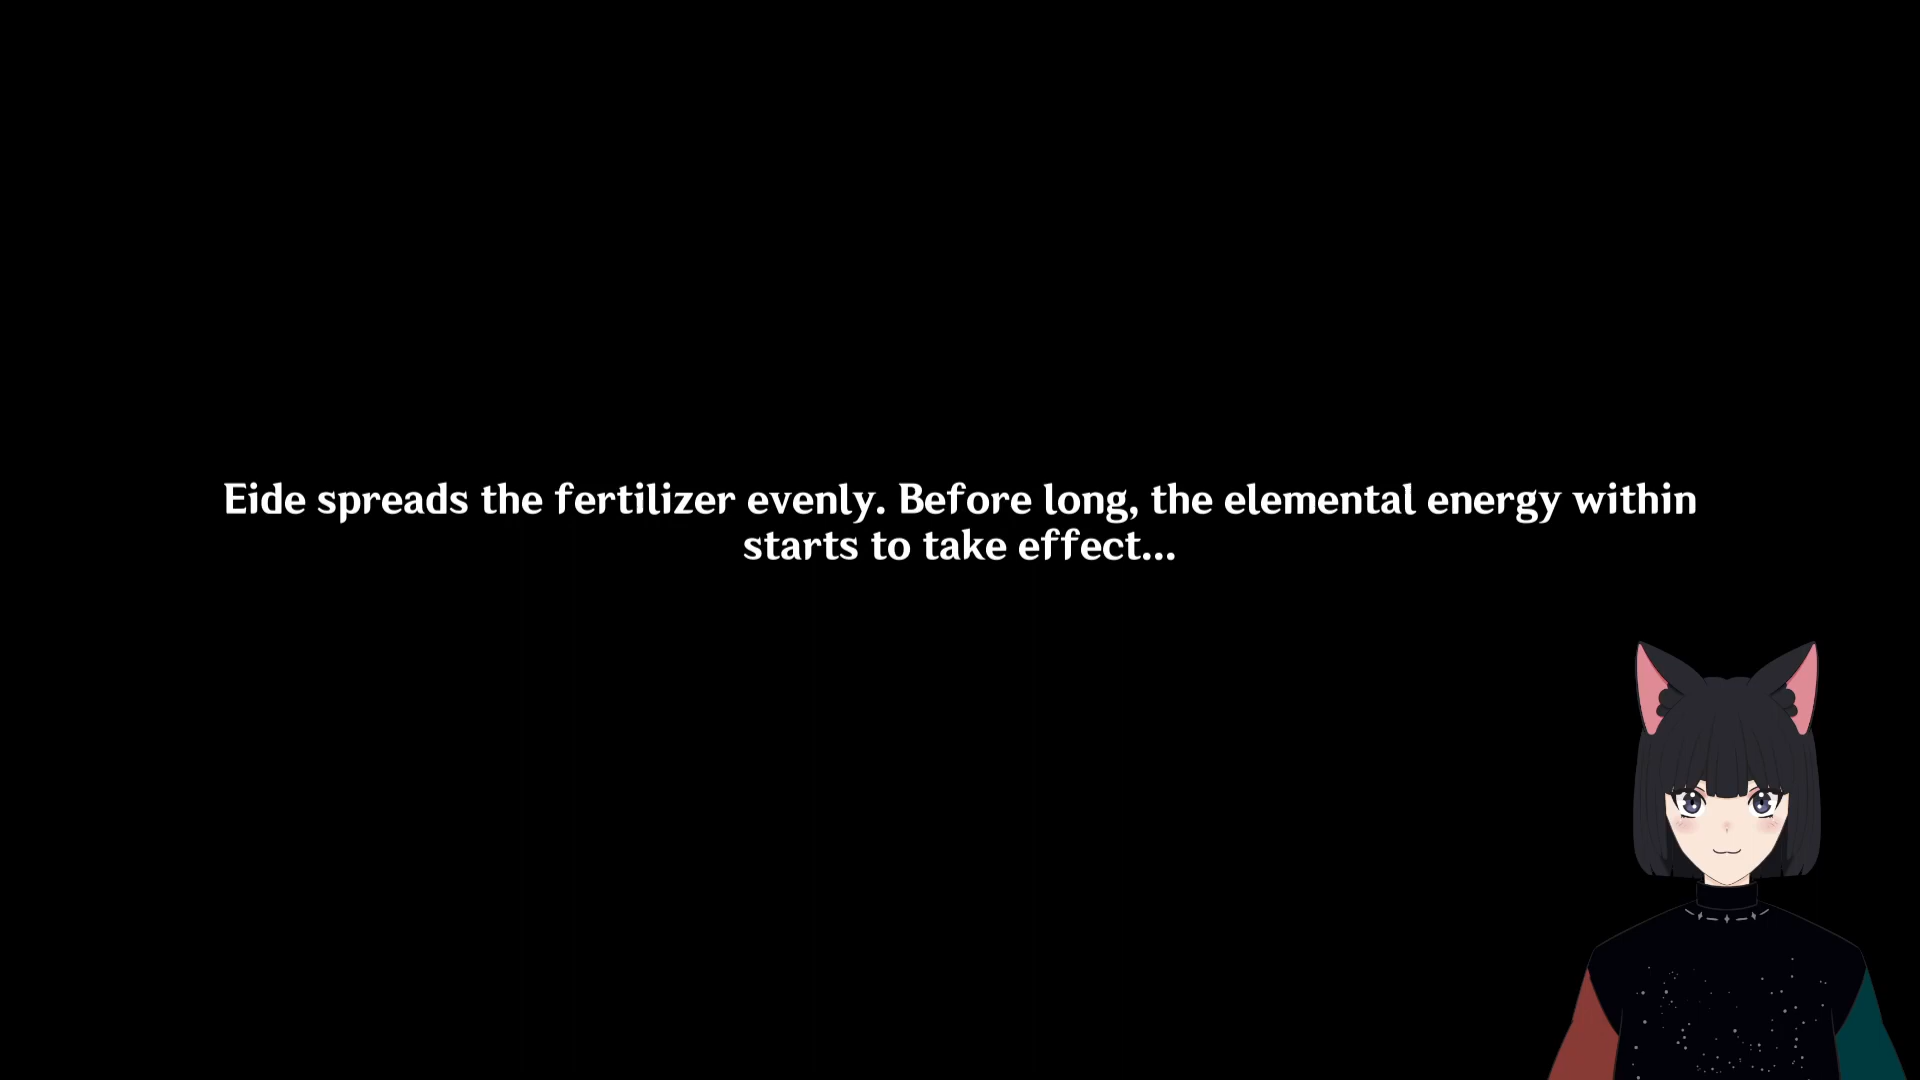 Eide spreads the fertilizer evenly. Before long, the elemental energy within
starts to take effect...